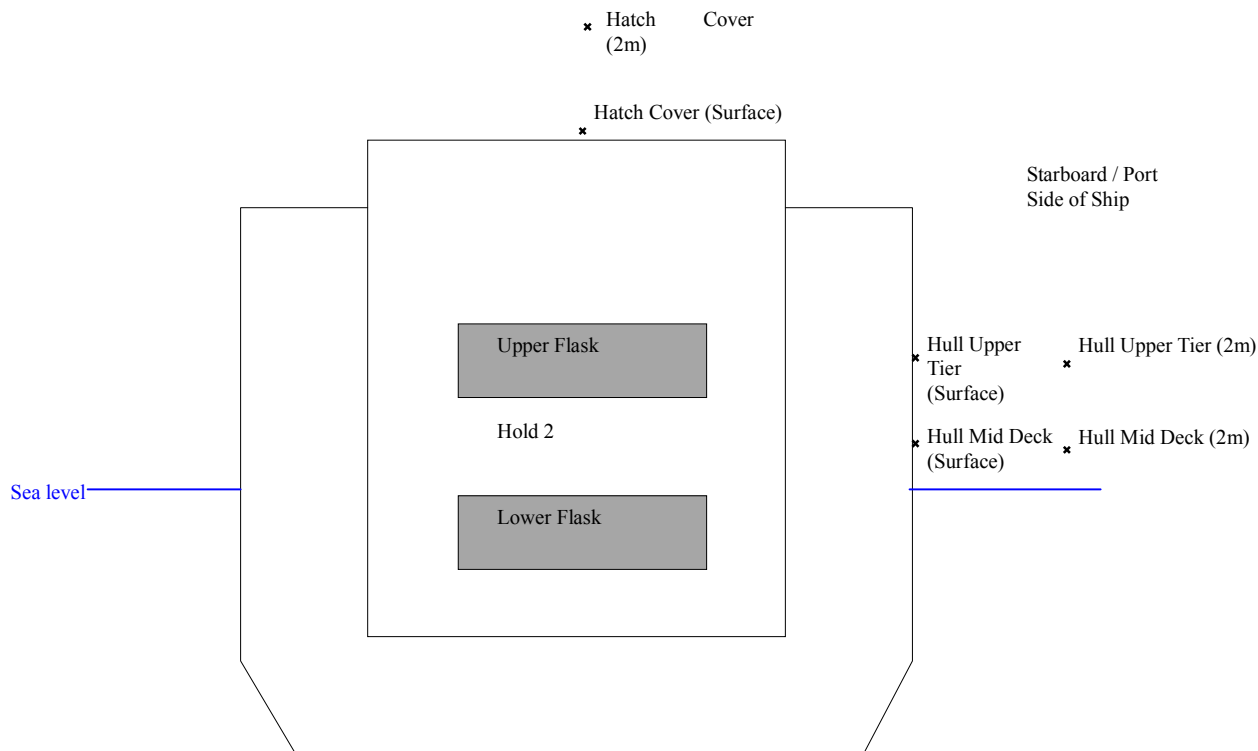 Hatch Cover
(2m)
Hatch Cover (Surface)
Starboard / Port
Side of Ship
Upper Flask
Hull Upper
Tier
(Surface)
Hull Upper Tier (2m)
Hold 2
Hull Mid Deck
(Surface)
Hull Mid Deck (2m)
Sea level
Lower Flask